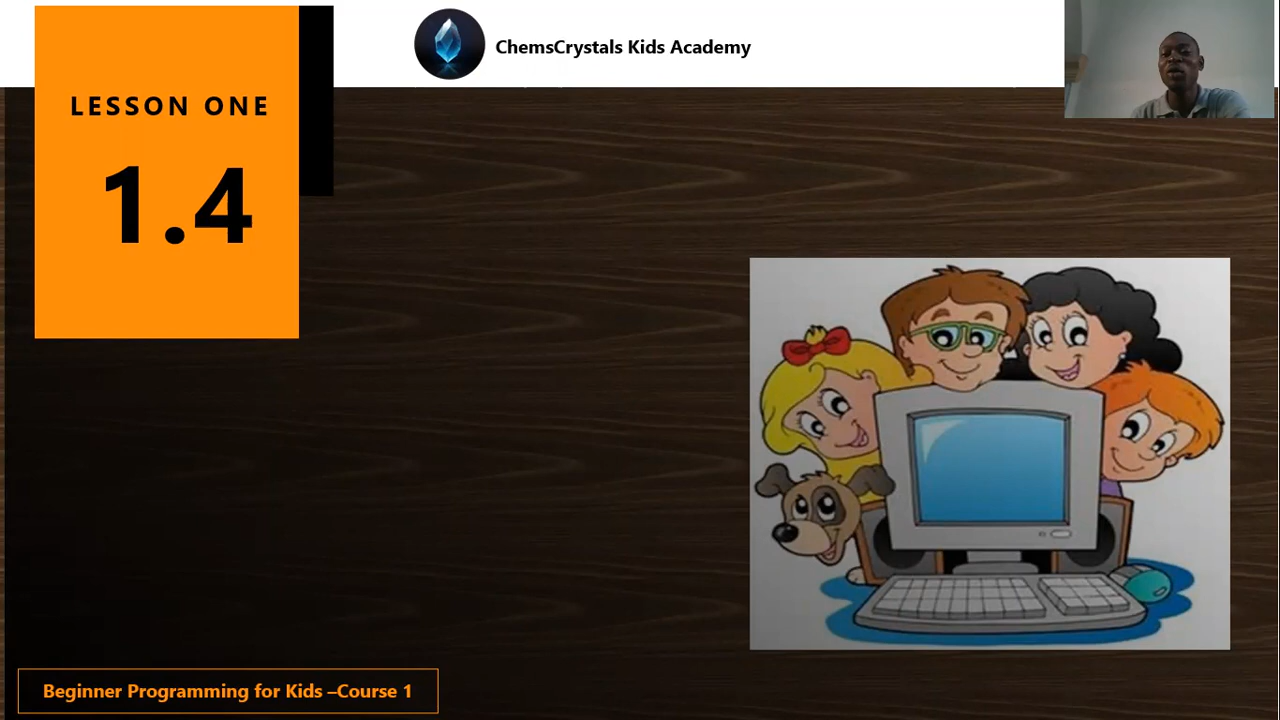 ChemsCrystals Kids Academy
LESSON ONE
1.4
Beginner Programming for Kids –Course 1